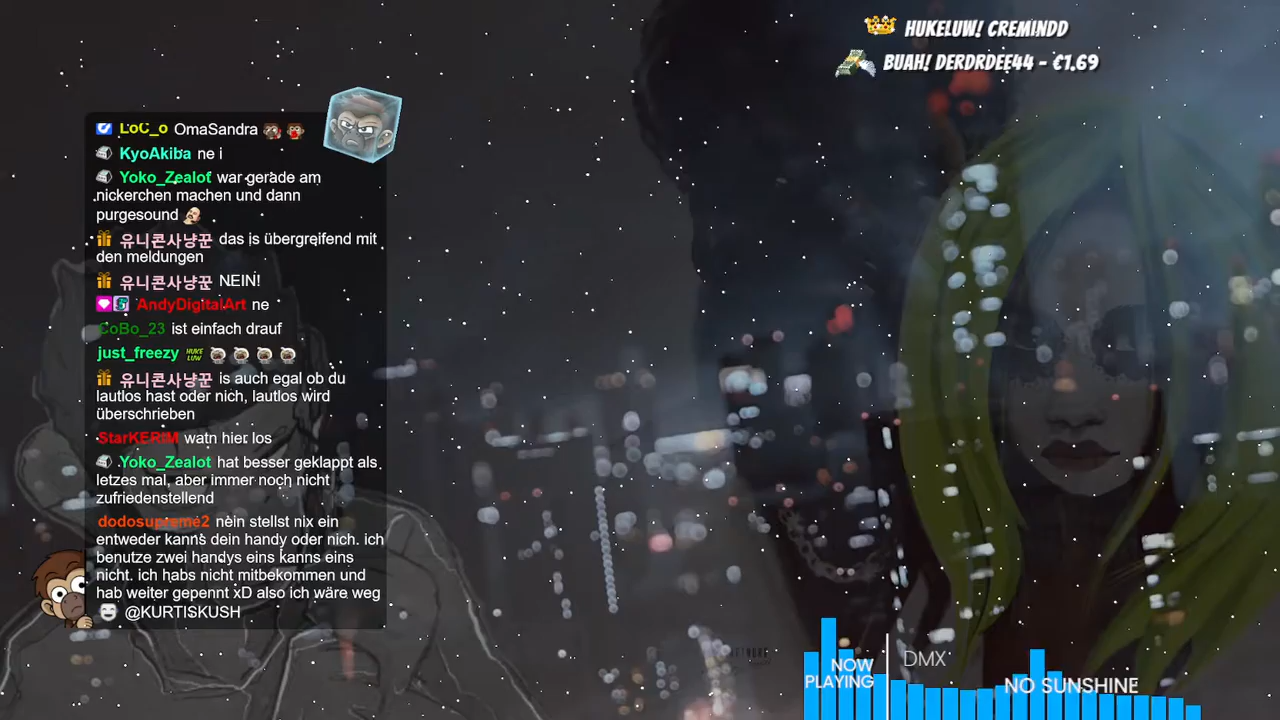 HUKELUW! CREMINDD
BUAH! DERDRDEE44 - €1.69
LoC_o OmaSandra
KyoAkiba ne i
Yoko_Zealot war gerade am
nickerchen machen und dann
purgesound
유니콘사냥꾼 das is übergreifend mit
den meldungen
유니콘사냥꾼 NEIN!
AndyDigitalArt ne
CoBo_23 ist einfach drauf
just_freezy HUKE LUW
유니콘사냥꾼 is auch egal ob du
lautlos hast oder nich, lautlos wird
überschrieben
StarKERIM watn hier los
Yoko_Zealot hat besser geklappt als
letzes mal, aber immer noch nicht
zufriedenstellend
dodosupreme2 nein stellst nix ein
entweder kanns dein handy oder nich. ich
benutze zwei handys eins kanns eins
nicht. ich habs nicht mitbekommen und
hab weiter gepennt xD also ich wäre weg
@KURTISKUSH
NOW
PLAYING
DMX
NO SUNSHINE